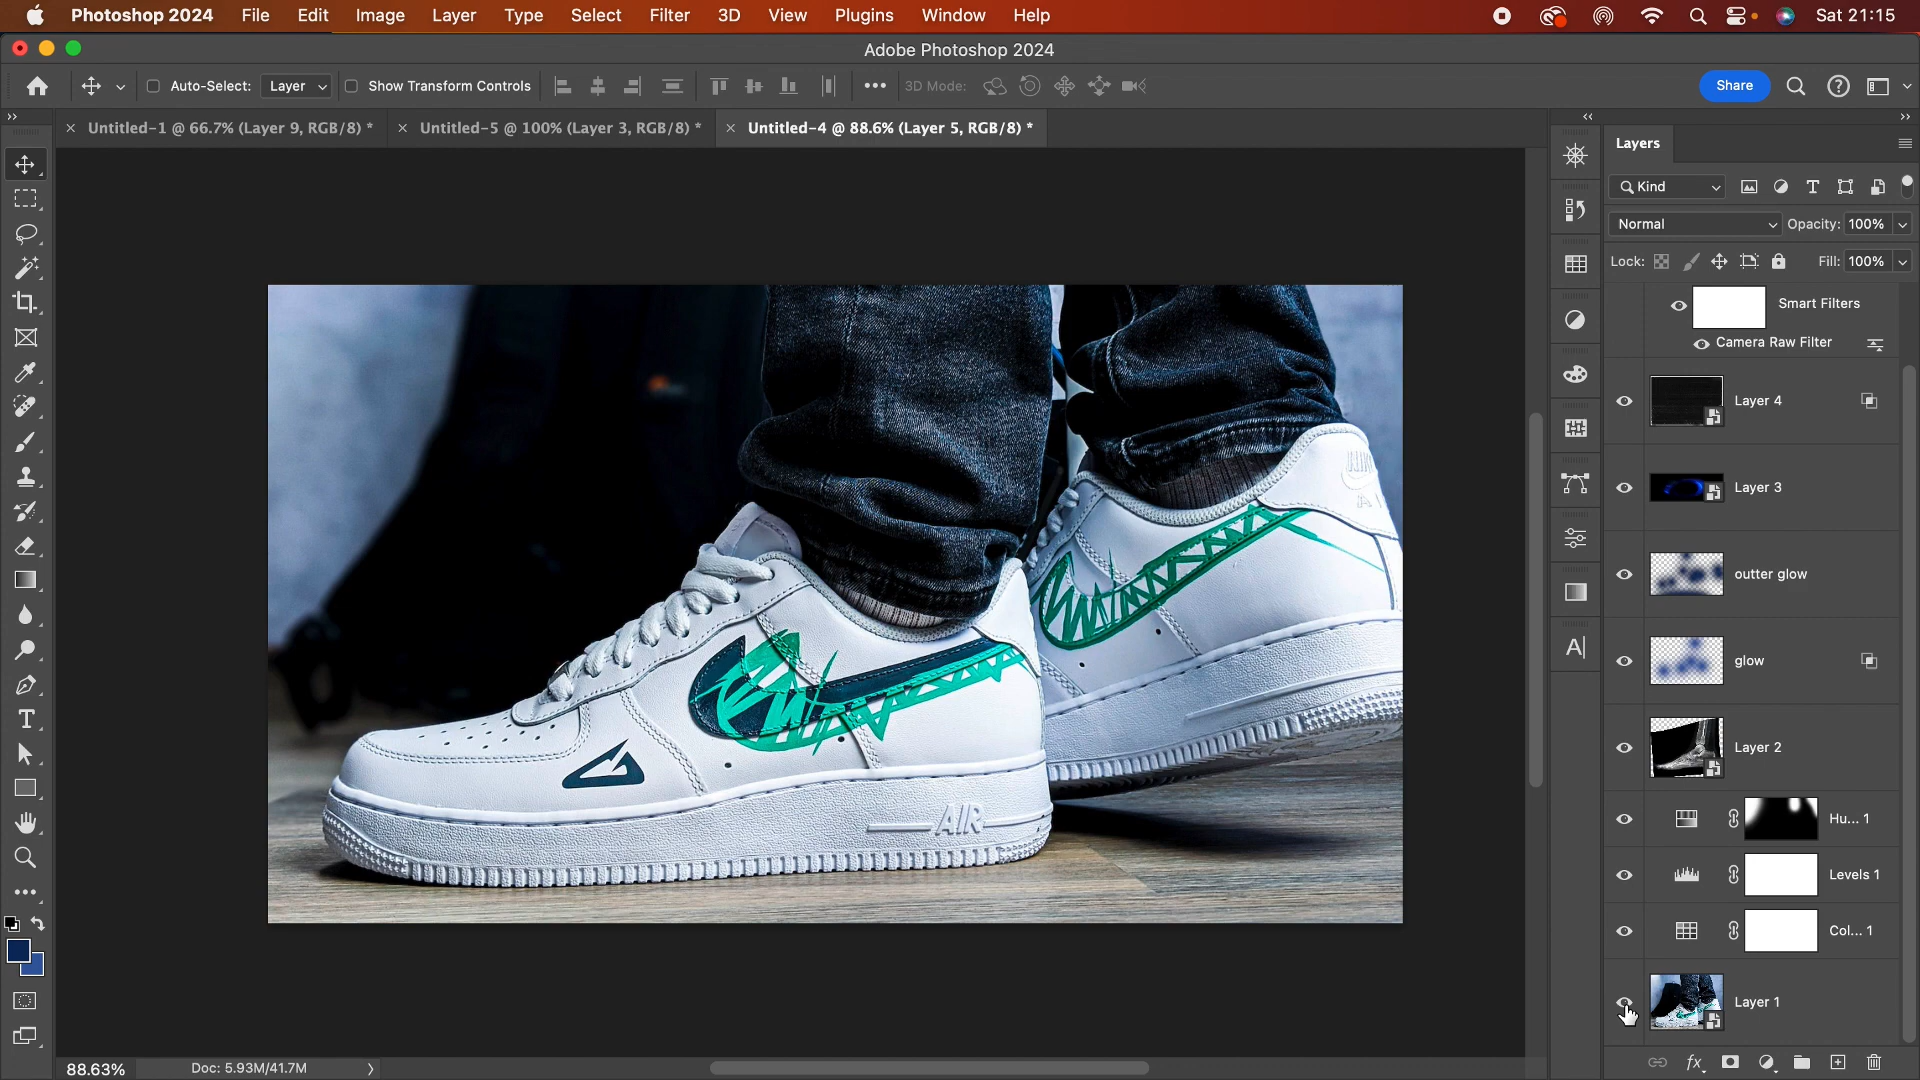 Photoshop 2024 File Edit Image Layer Type Select Filter 3D View Plugins Window Help Sat 21:15
Adobe Photoshop 2024
Auto-Select: Layer Show Transform Controls 3D Mode: Share
Untitled-1 @ 66.7% (Layer 9, RGB/8) * Untitled-5 @ 100% (Layer 3, RGB/8) * Untitled-4 @ 88.6% (Layer 5, RGB/8) *
Layers
Kind
Normal Opacity: 100%
Lock: Fill: 100%
Smart Filters
Camera Raw Filter
Layer 4
Layer 3
outter glow
glow
Layer 2
Hu... 1
Levels 1
Col... 1
Layer 1
NIKE
AI
AIR
88.63% Doc: 5.93M/41.7M